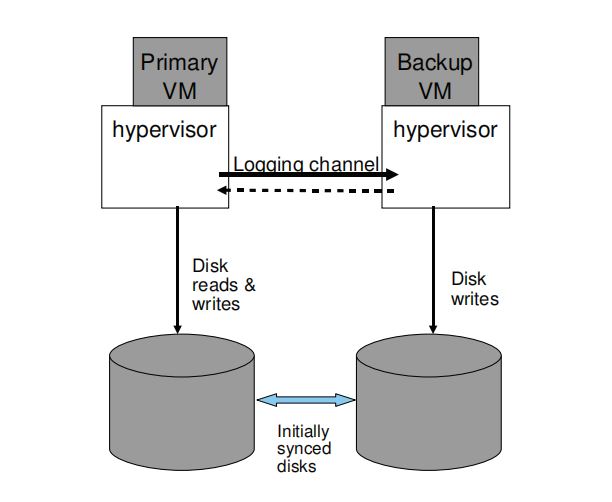 Primary
VM
Backup
VM
hypervisor
hypervisor
Logging channel
Disk
reads &
writes
Disk
writes
Initially
synced
disks